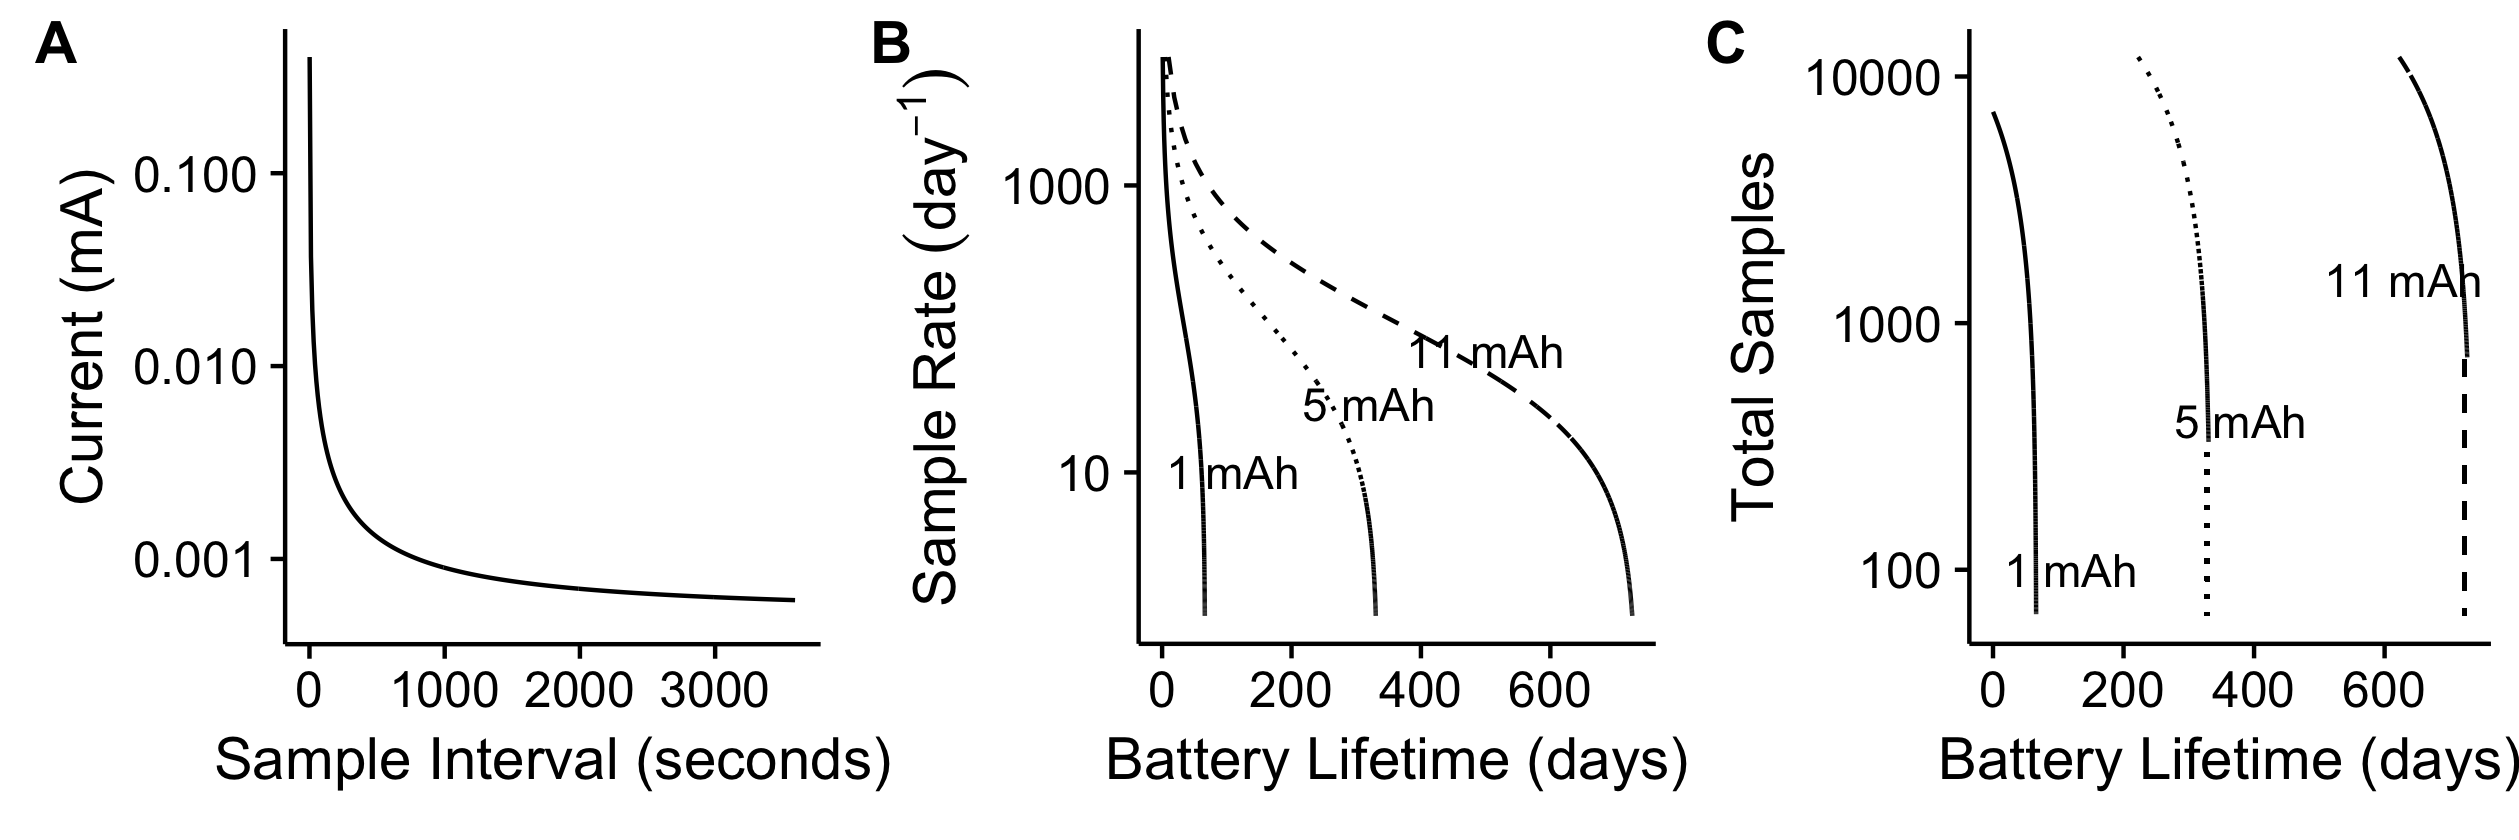 A
Current (mA)
0.100
0.010
0.001
0 1000 2000 3000
Sample Interval (seconds)
B
Sample Rate (day⁻¹)
1000
10
11 mAh
5 mAh
1 mAh
0 200 400 600
Battery Lifetime (days)
C
Total Samples
10000
1000
100
11 mAh
5 mAh
1 mAh
0 200 400 600
Battery Lifetime (days)